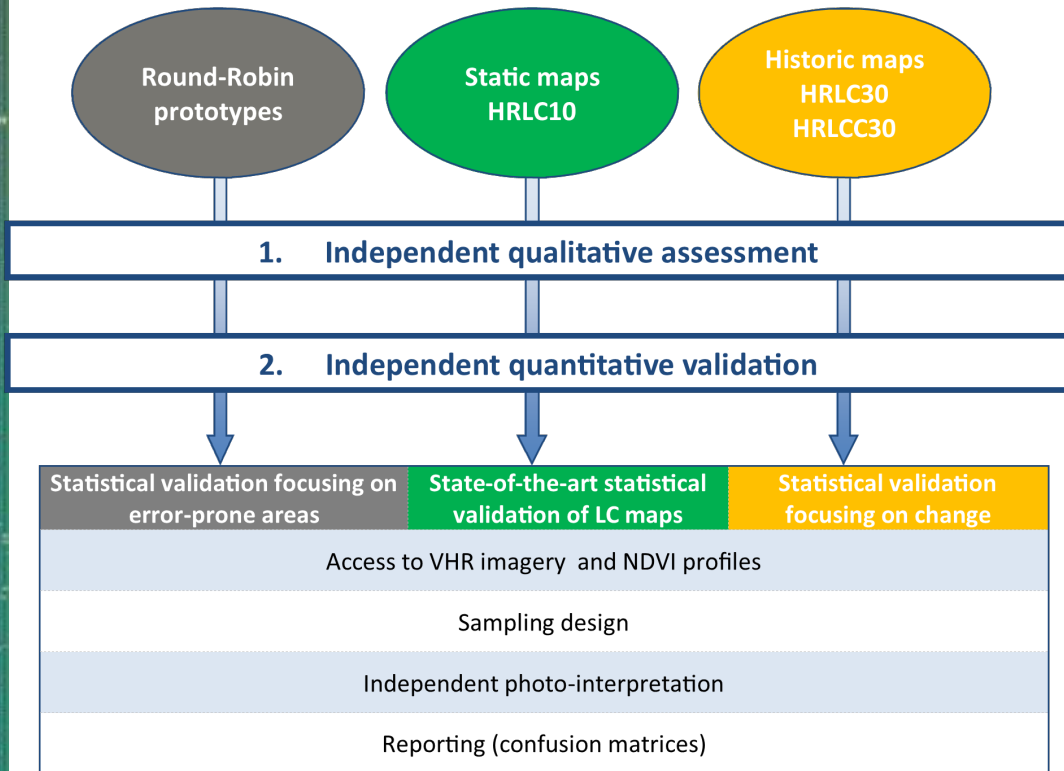 Round-Robin
prototypes
Static maps
HRLC10
Historic maps
HRLC30
HRLCC30
1. Independent qualitative assessment
2. Independent quantitative validation
Statistical validation focusing on
error-prone areas
State-of-the-art statistical
validation of LC maps
Statistical validation
focusing on change
Access to VHR imagery and NDVI profiles
Sampling design
Independent photo-interpretation
Reporting (confusion matrices)